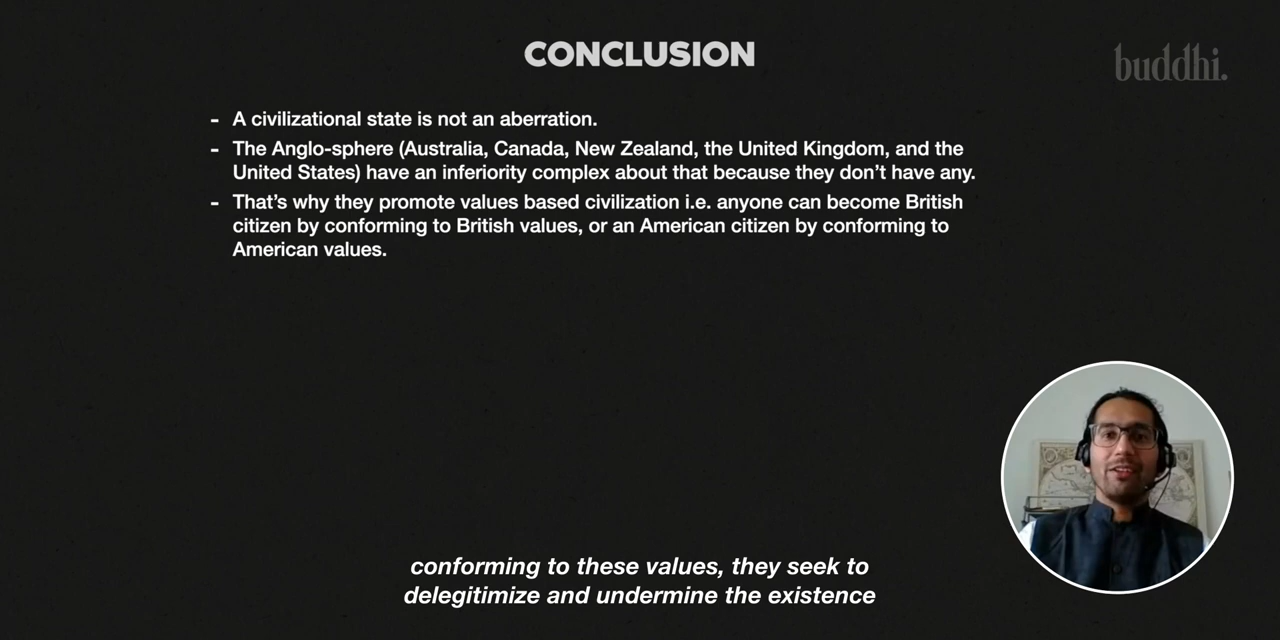 CONCLUSION
buddhi.
- A civilizational state is not an aberration.
- The Anglo-sphere (Australia, Canada, New Zealand, the United Kingdom, and the
United States) have an inferiority complex about that because they don’t have any.
- That’s why they promote values based civilization i.e. anyone can become British
citizen by conforming to British values, or an American citizen by conforming to
American values.
conforming to these values, they seek to
delegitimize and undermine the existence